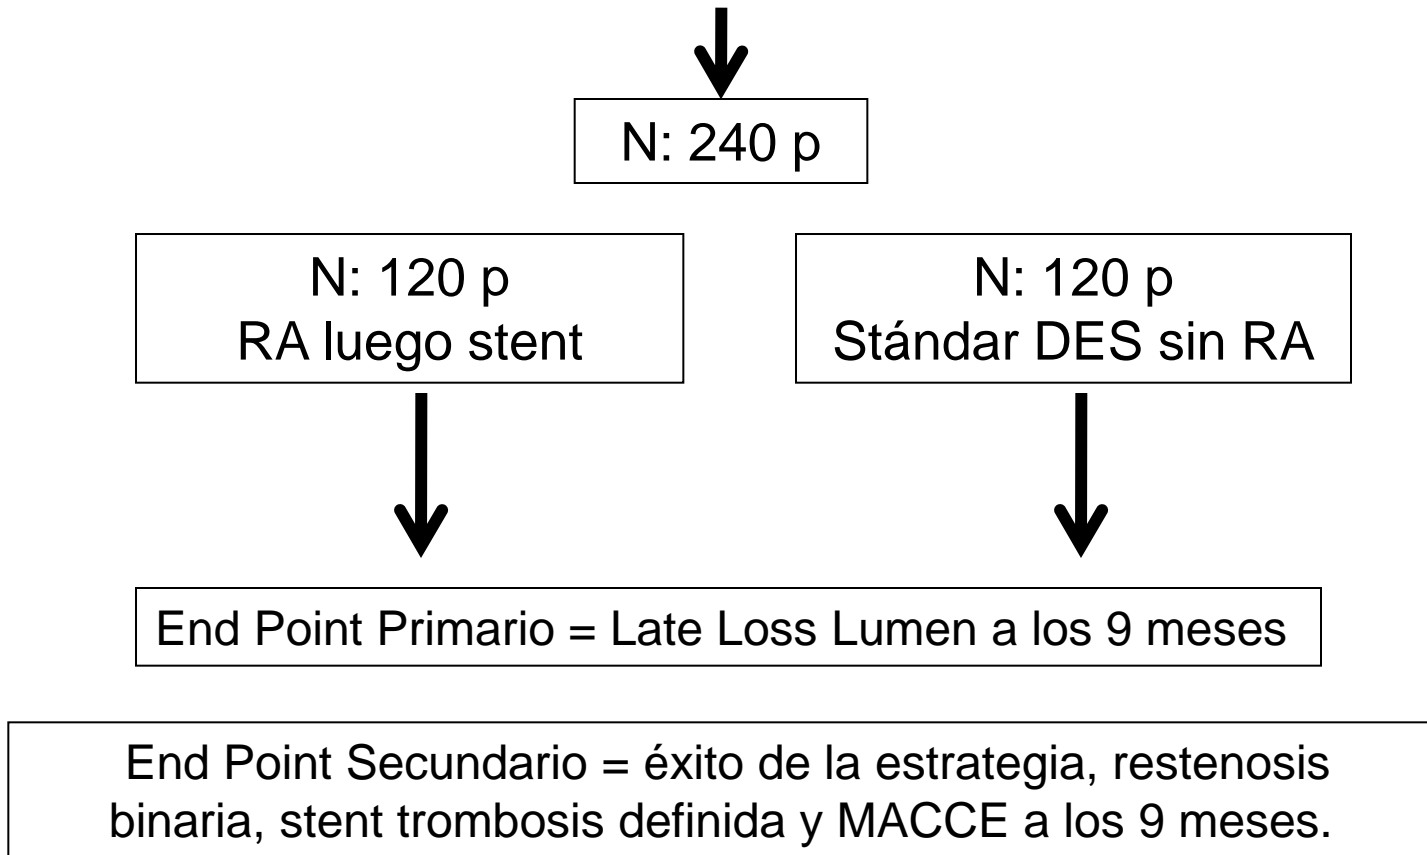 N: 240 p
N: 120 p
RA luego stent
N: 120 p
Stándar DES sin RA
End Point Primario = Late Loss Lumen a los 9 meses
End Point Secundario = éxito de la estrategia, restenosis
binaria, stent trombosis definida y MACCE a los 9 meses.